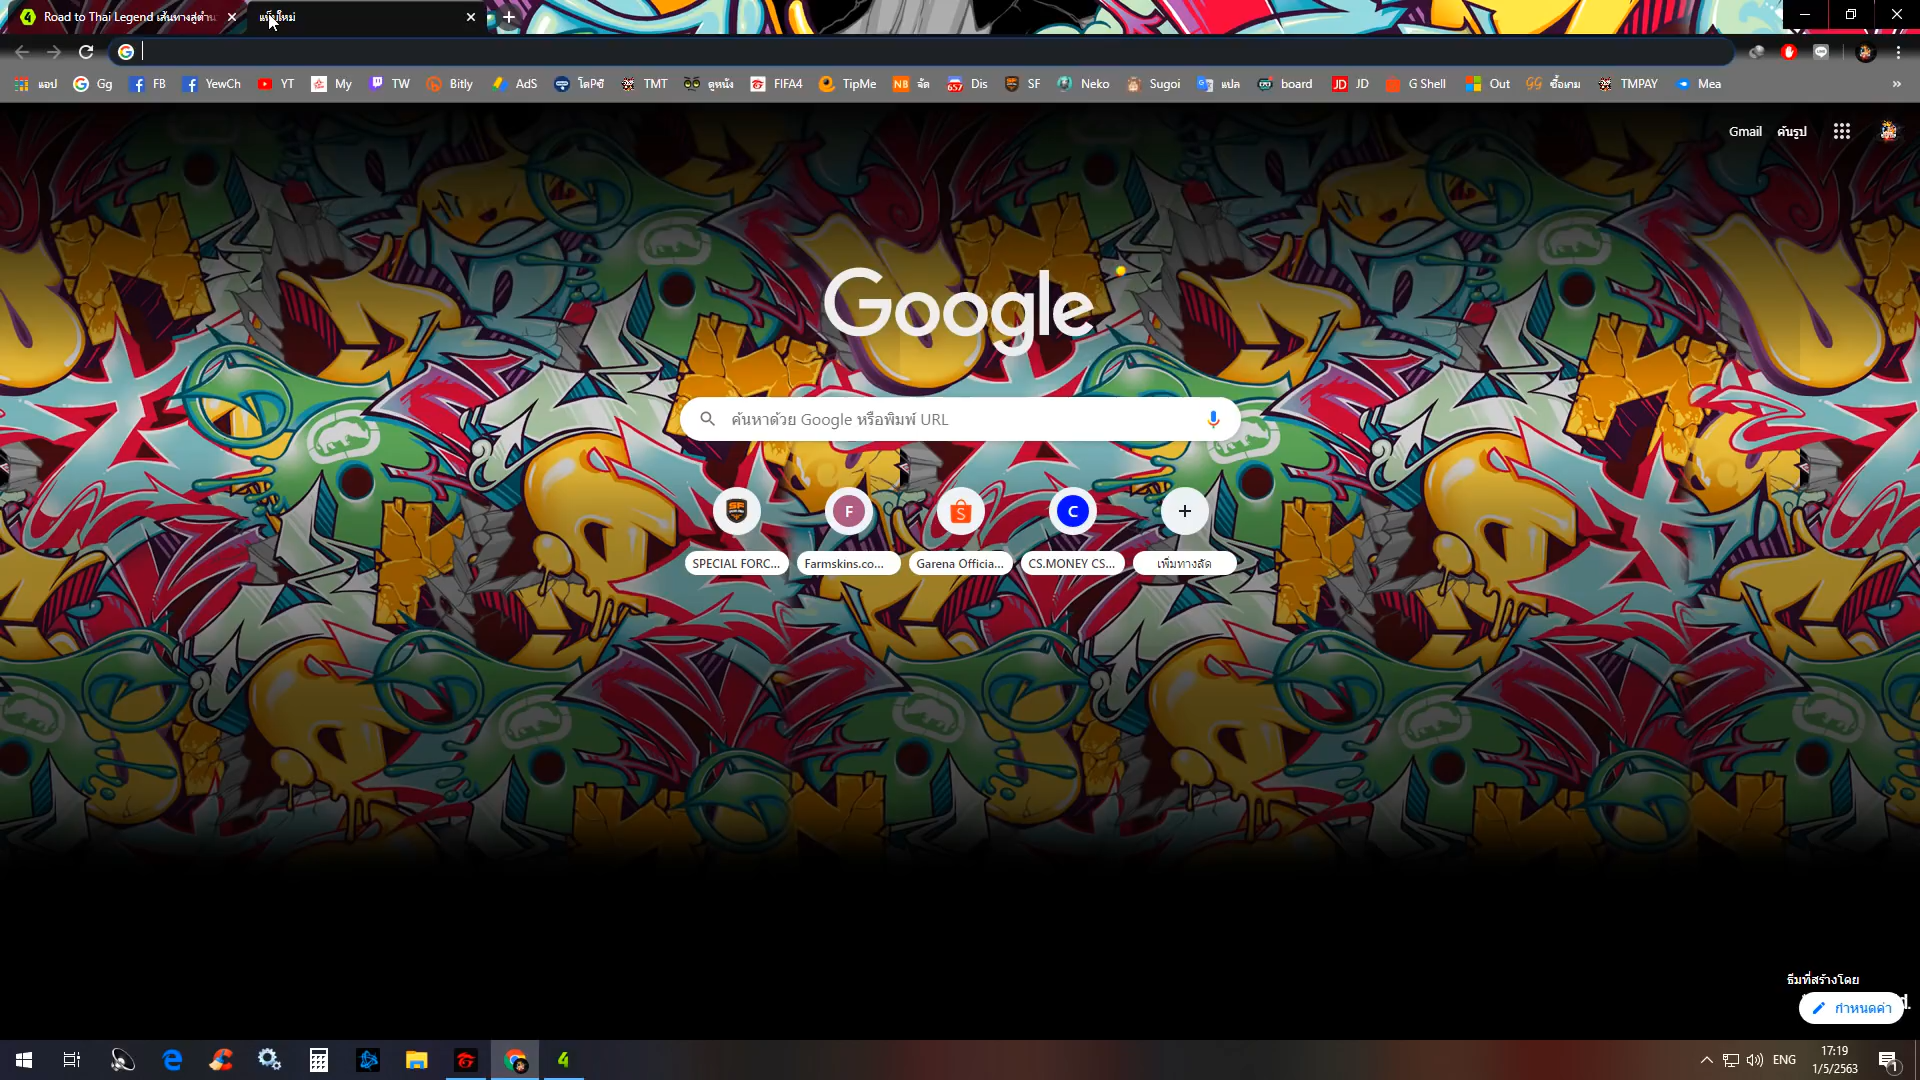 Road to Thai Legend เส้นทางสู่ตำน
แท็บใหม่
แอป Gg FB YewCh YT My TW Bitly AdS โดPซี TMT ดูหนัง FIFA4 TipMe จัด Dis SF Neko Sugoi แปล board JD G Shell Out ซื้อเกม TMPAY Mea »
Gmail ค้นรูป
Google
ค้นหาด้วย Google หรือพิมพ์ URL
SPECIAL FORC... Farmskins.co... Garena Officia... CS.MONEY CS... เพิ่มทางลัด
ธีมที่สร้างโดย
d.
กำหนดค่า
ENG
17:19
1/5/2563
1